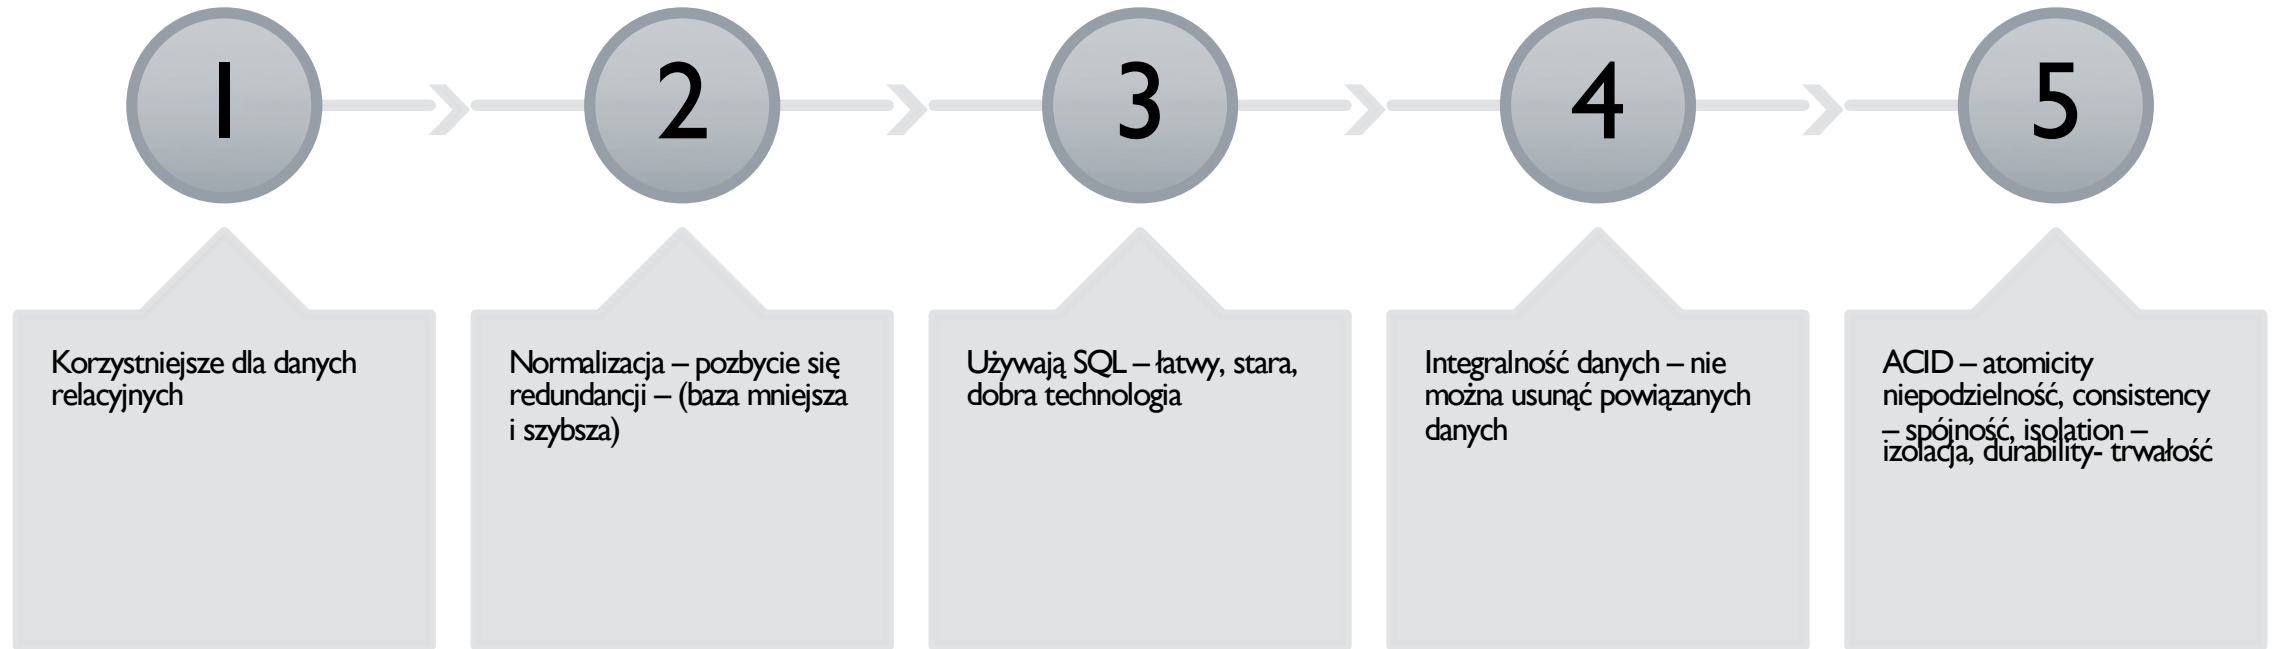 1
2
3
4
5
Korzystniejsze dla danych
relacyjnych
Normalizacja – pozbycie się
redundancji – (baza mniejsza
i szybsza)
Używają SQL – łatwy, stara,
dobra technologia
Integralność danych – nie
można usunąć powiązanych
danych
ACID – atomicity
niepodzielność, consistency
– spójność, isolation –
izolacja, durability- trwałość